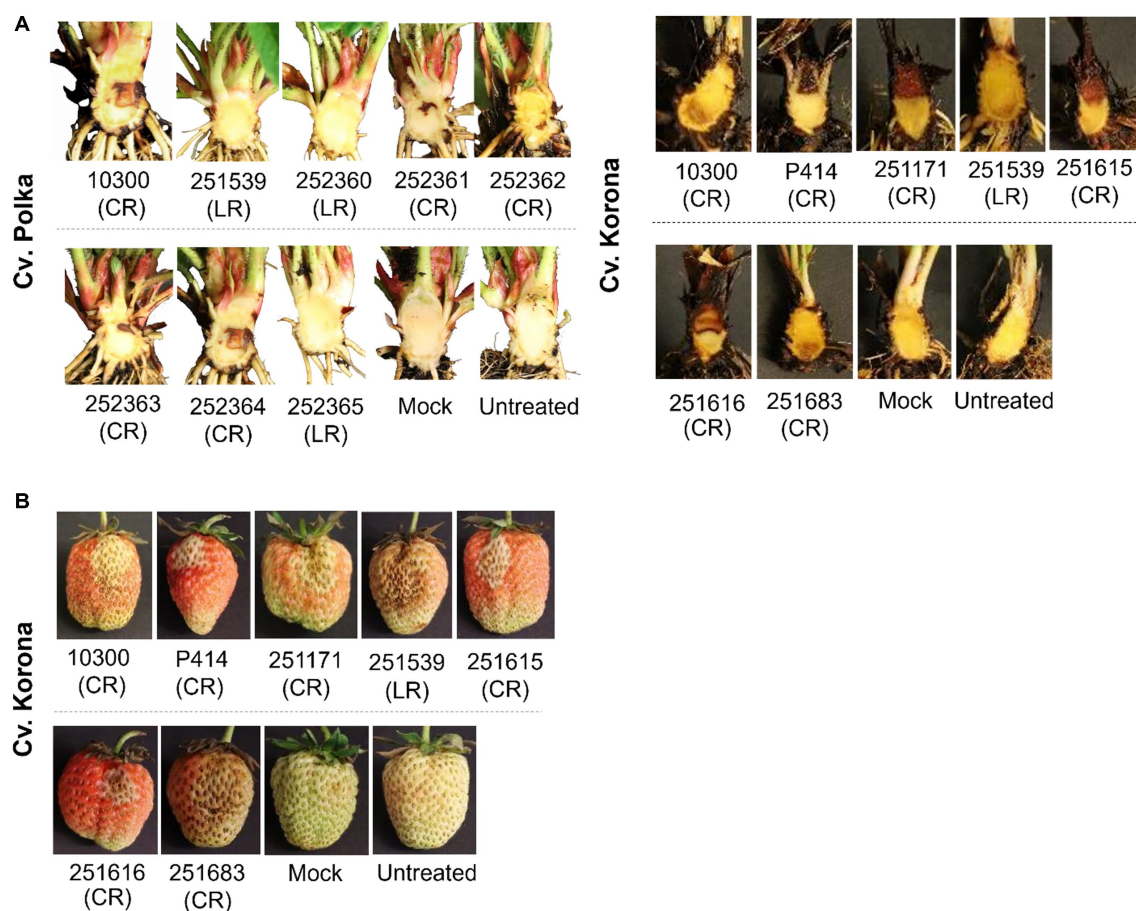 A
Cv. Polka
10300 251539 252360 252361 252362
(CR) (LR) (LR) (CR) (CR)
252363 252364 252365 Mock Untreated
(CR) (CR) (LR)
Cv. Korona
10300 P414 251171 251539 251615
(CR) (CR) (CR) (LR) (CR)
251616 251683 Mock Untreated
(CR) (CR)
B
Cv. Korona
10300 P414 251171 251539 251615
(CR) (CR) (CR) (LR) (CR)
251616 251683 Mock Untreated
(CR) (CR)